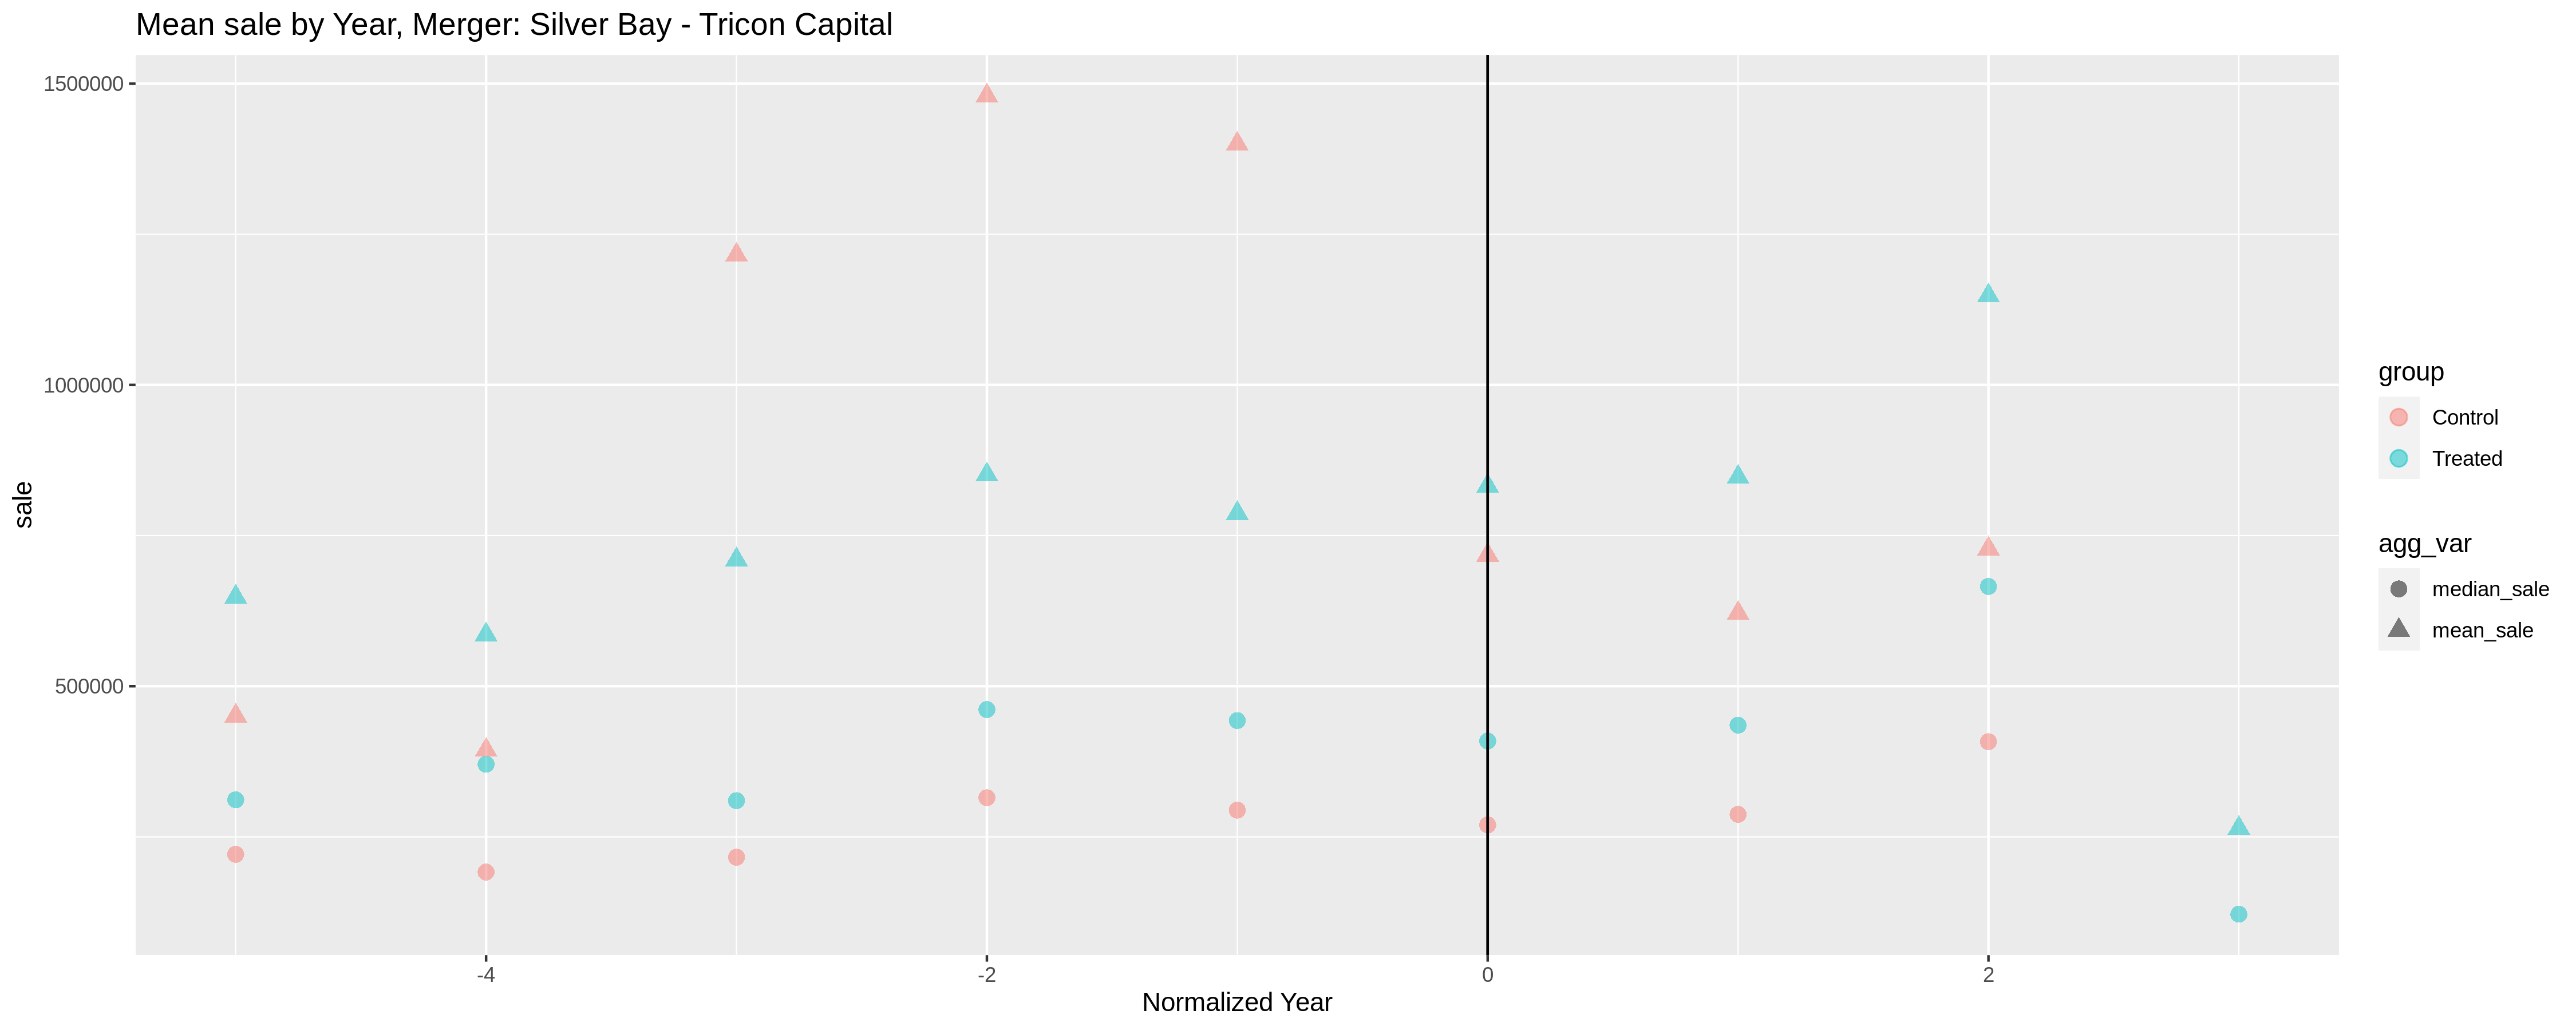 Mean sale by Year, Merger: Silver Bay - Tricon Capital
1500000
1000000
500000
sale
-4
-2
0
2
Normalized Year
group
Control
Treated
agg_var
median_sale
mean_sale